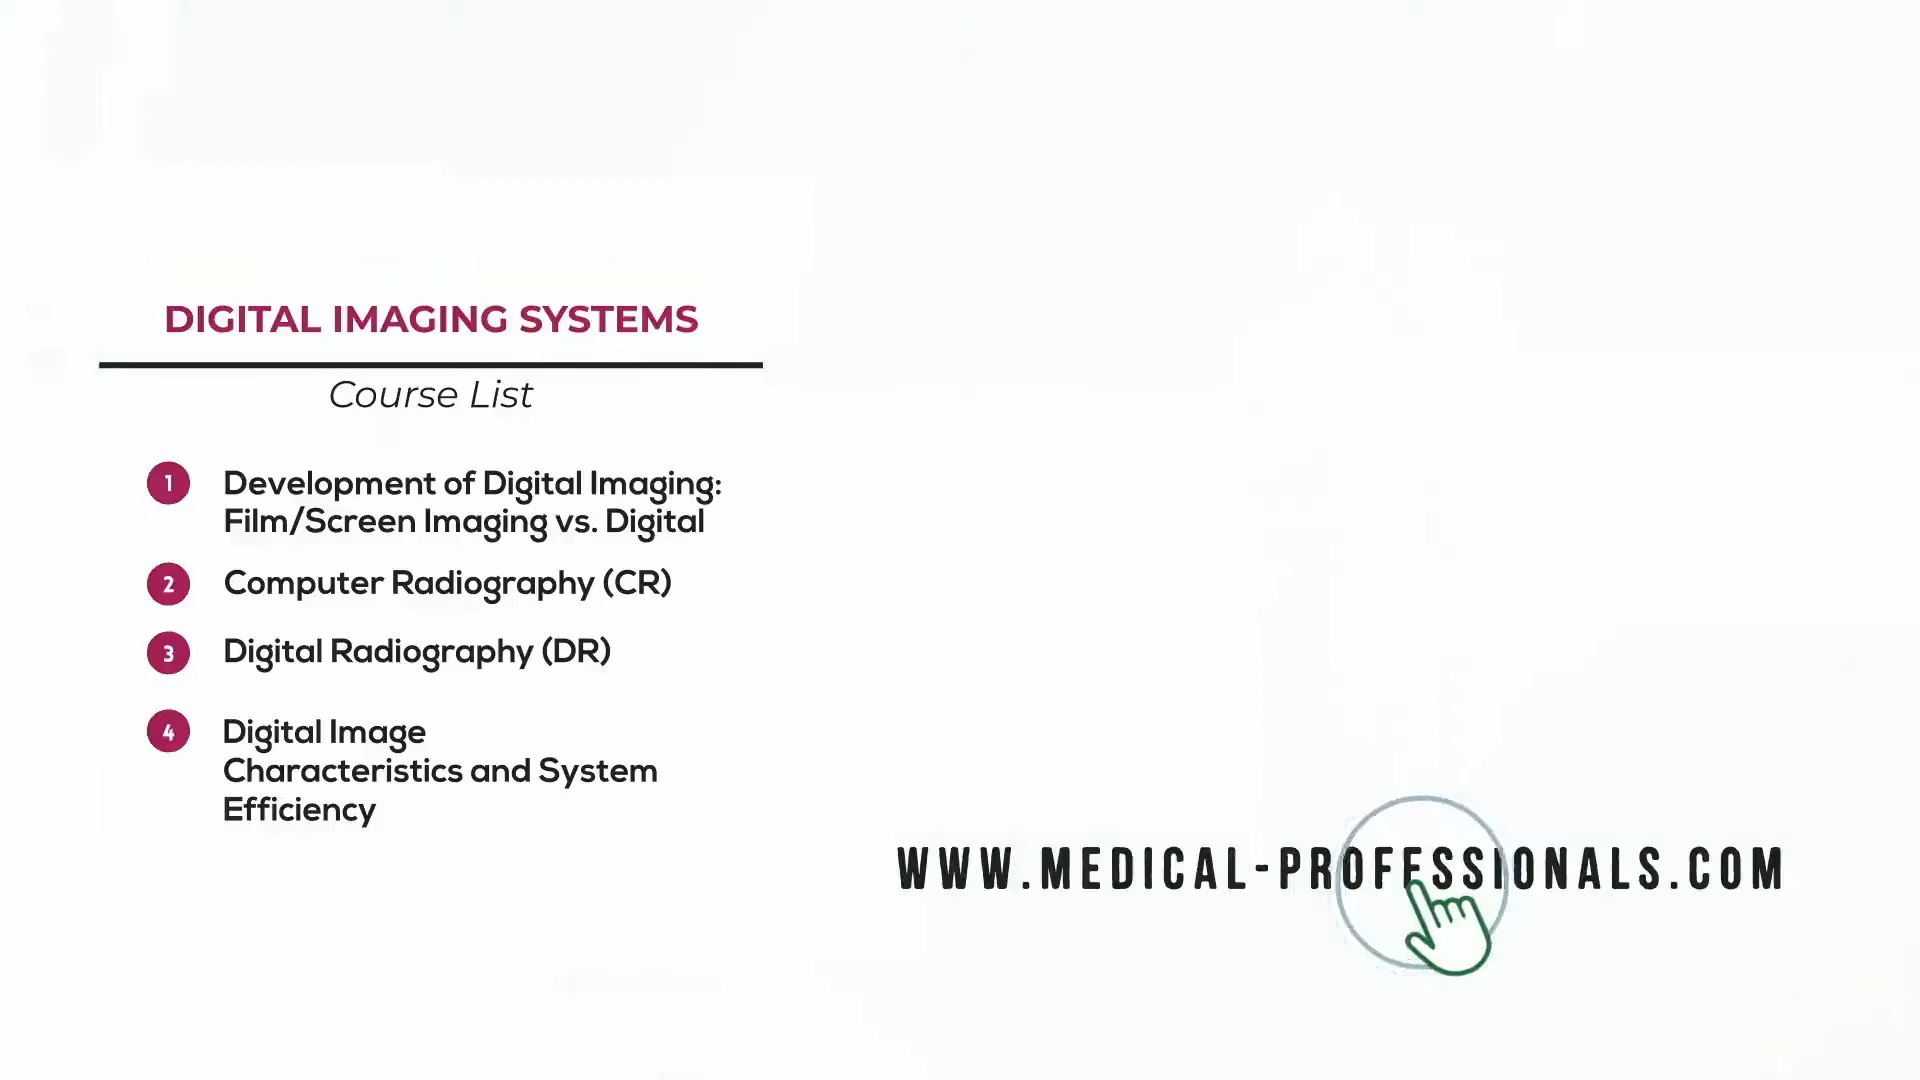 DIGITAL IMAGING SYSTEMS
Course List
1 Development of Digital Imaging:
Film/Screen Imaging vs. Digital
2 Computer Radiography (CR)
3 Digital Radiography (DR)
4 Digital Image
Characteristics and System
Efficiency
WWW.MEDICAL-PROFESSIONALS.COM